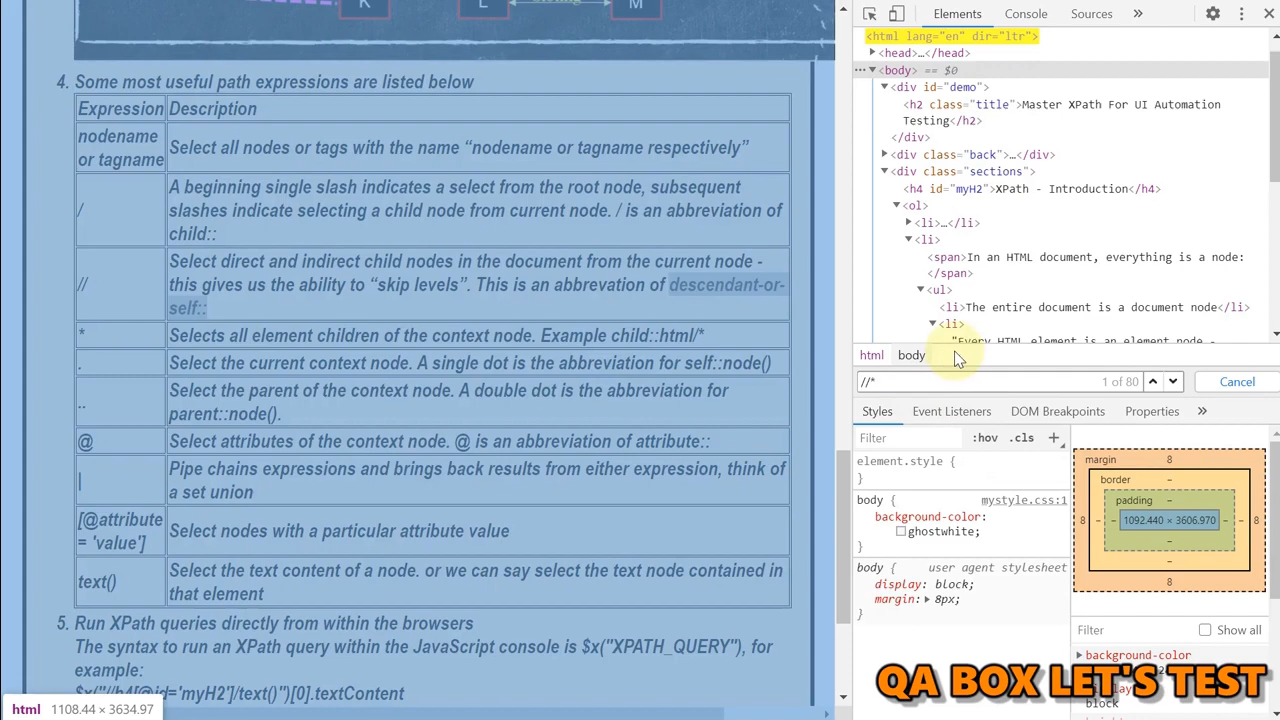 K
L
M
4. Some most useful path expressions are listed below
Expression Description
nodename or tagname
Select all nodes or tags with the name “nodename or tagname respectively”
/
A beginning single slash indicates a select from the root node, subsequent
slashes indicate selecting a child node from current node. / is an abbreviation of
child::
//
Select direct and indirect child nodes in the document from the current node -
this gives us the ability to “skip levels”. This is an abbrevation of descendant-or-
self::
* Selects all element children of the context node. Example child::html/*
. Select the current context node. A single dot is the abbreviation for self::node()
..
Select the parent of the context node. A double dot is the abbreviation for
parent::node().
@ Select attributes of the context node. @ is an abbreviation of attribute::
|
Pipe chains expressions and brings back results from either expression, think of
a set union
[@attribute
= 'value']
Select nodes with a particular attribute value
text()
Select the text content of a node. or we can say select the text node contained in
that element
5. Run XPath queries directly from within the browsers
The syntax to run an XPath query within the JavaScript console is $x("XPATH_QUERY"), for
example:
$x("//h4[@id='myH2']/text()")[0].textContent
html 1108.44 × 3634.97
Elements Console Sources »
<html lang="en" dir="ltr">
<head>…</head>
<body> == $0
<div id="demo">
<h2 class="title">Master XPath For UI Automation
Testing</h2>
</div>
<div class="back">…</div>
<div class="sections">
<h4 id="myH2">XPath - Introduction</h4>
<ol>
<li>…</li>
<li>
<span>In an HTML document, everything is a node:
</span>
<ul>
<li>The entire document is a document node</li>
<li>
"Every HTML element is an element node -
html body
//* 1 of 80 Cancel
Styles Event Listeners DOM Breakpoints Properties »
Filter :hov .cls +
element.style {
}
body { mystyle.css:1
background-color:
ghostwhite;
}
body { user agent stylesheet
display: block;
margin: 8px;
}
margin 8
border -
padding -
8 - - 1092.440 × 3606.970 - - 8
-
-
8
Filter Show all
background-color
block
QA BOX LET'S TEST